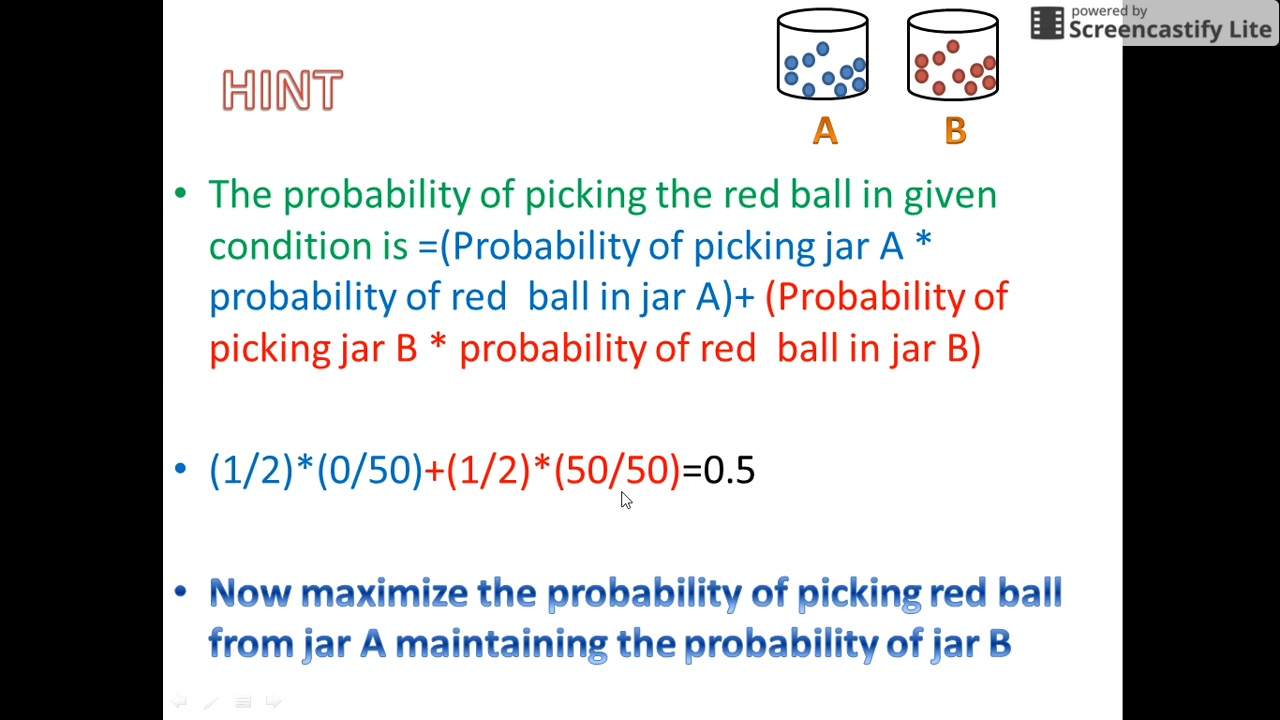 powered by
Screencastify Lite
HINT
A
B
• The probability of picking the red ball in given
condition is =(Probability of picking jar A *
probability of red ball in jar A)+ (Probability of
picking jar B * probability of red ball in jar B)
• (1/2)*(0/50)+(1/2)*(50/50)=0.5
• Now maximize the probability of picking red ball
from jar A maintaining the probability of jar B